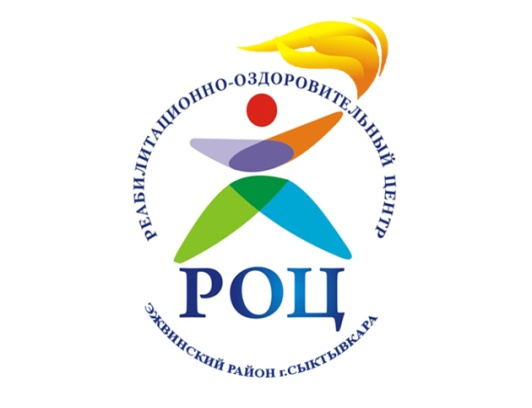 РЕАБИЛИТАЦИОННО-ОЗДОРОВИТЕЛЬНЫЙ ЦЕНТР
РОЦ
ЭЖВИНСКИЙ РАЙОН г.СЫКТЫВКАРА